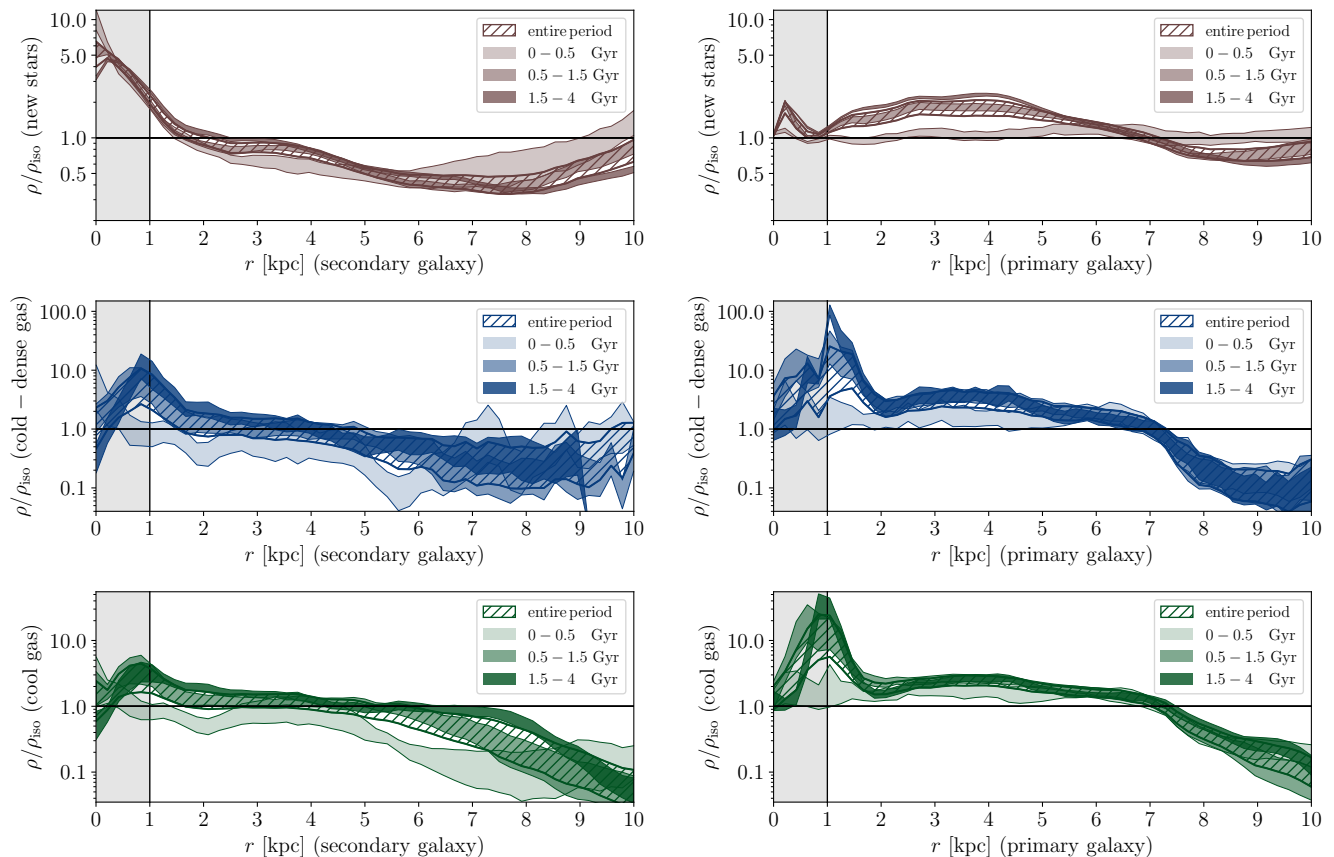 ρ/ρ_iso (new stars)
10.0
5.0
1.0
0.5
entire period
0 − 0.5 Gyr
0.5 − 1.5 Gyr
1.5 − 4 Gyr
0 1 2 3 4 5 6 7 8 9 10
r [kpc] (secondary galaxy)
ρ/ρ_iso (new stars)
10.0
5.0
1.0
0.5
entire period
0 − 0.5 Gyr
0.5 − 1.5 Gyr
1.5 − 4 Gyr
0 1 2 3 4 5 6 7 8 9 10
r [kpc] (primary galaxy)
ρ/ρ_iso (cold − dense gas)
100.0
10.0
1.0
0.1
entire period
0 − 0.5 Gyr
0.5 − 1.5 Gyr
1.5 − 4 Gyr
0 1 2 3 4 5 6 7 8 9 10
r [kpc] (secondary galaxy)
ρ/ρ_iso (cold − dense gas)
100.0
10.0
1.0
0.1
entire period
0 − 0.5 Gyr
0.5 − 1.5 Gyr
1.5 − 4 Gyr
0 1 2 3 4 5 6 7 8 9 10
r [kpc] (primary galaxy)
ρ/ρ_iso (cool gas)
10.0
1.0
0.1
entire period
0 − 0.5 Gyr
0.5 − 1.5 Gyr
1.5 − 4 Gyr
0 1 2 3 4 5 6 7 8 9 10
r [kpc] (secondary galaxy)
ρ/ρ_iso (cool gas)
10.0
1.0
0.1
entire period
0 − 0.5 Gyr
0.5 − 1.5 Gyr
1.5 − 4 Gyr
0 1 2 3 4 5 6 7 8 9 10
r [kpc] (primary galaxy)